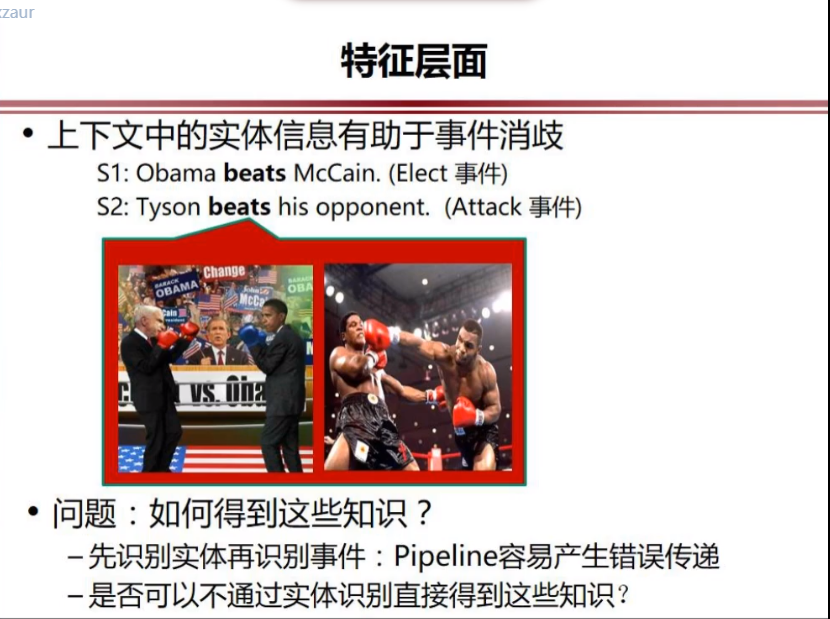 xzaur
特征层面
• 上下文中的实体信息有助于事件消歧
S1: Obama beats McCain. (Elect 事件)
S2: Tyson beats his opponent. (Attack 事件)
Change
BARACK
OBAMA
McCa
Cain
BARACK
OBA
vs. Oba
• 问题：如何得到这些知识？
–先识别实体再识别事件：Pipeline容易产生错误传递
–是否可以不通过实体识别直接得到这些知识?